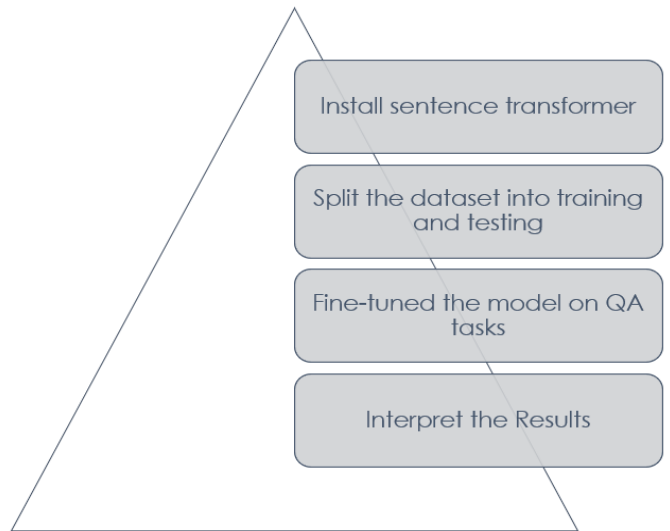 Install sentence transformer
Split the dataset into training
and testing
Fine-tuned the model on QA
tasks
Interpret the Results